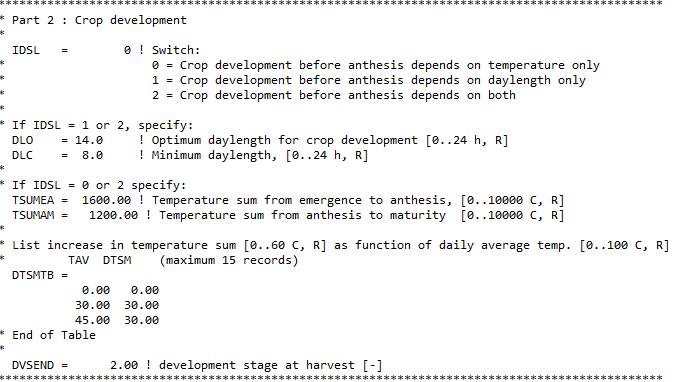 *******************************************************************************************
* Part 2 : Crop development
*
  IDSL   =        0 ! Switch:
*                     0 = Crop development before anthesis depends on temperature only
*                     1 = Crop development before anthesis depends on daylength only
*                     2 = Crop development before anthesis depends on both
*
* If IDSL = 1 or 2, specify:
  DLO    = 14.0     ! Optimum daylength for crop development [0..24 h, R]
  DLC    =  8.0     ! Minimum daylength, [0..24 h, R]
*
* If IDSL = 0 or 2 specify:
  TSUMEA =  1600.00 ! Temperature sum from emergence to anthesis, [0..10000 C, R]
  TSUMAM =   1200.00 ! Temperature sum from anthesis to maturity  [0..10000 C, R]
*
* List increase in temperature sum [0..60 C, R] as function of daily average temp. [0..100 C, R]
*         TAV  DTSM    (maximum 15 records)
  DTSMTB =
            0.00   0.00
           30.00  30.00
           45.00  30.00
* End of Table
*
  DVSEND =      2.00 ! development stage at harvest [-]
*******************************************************************************************